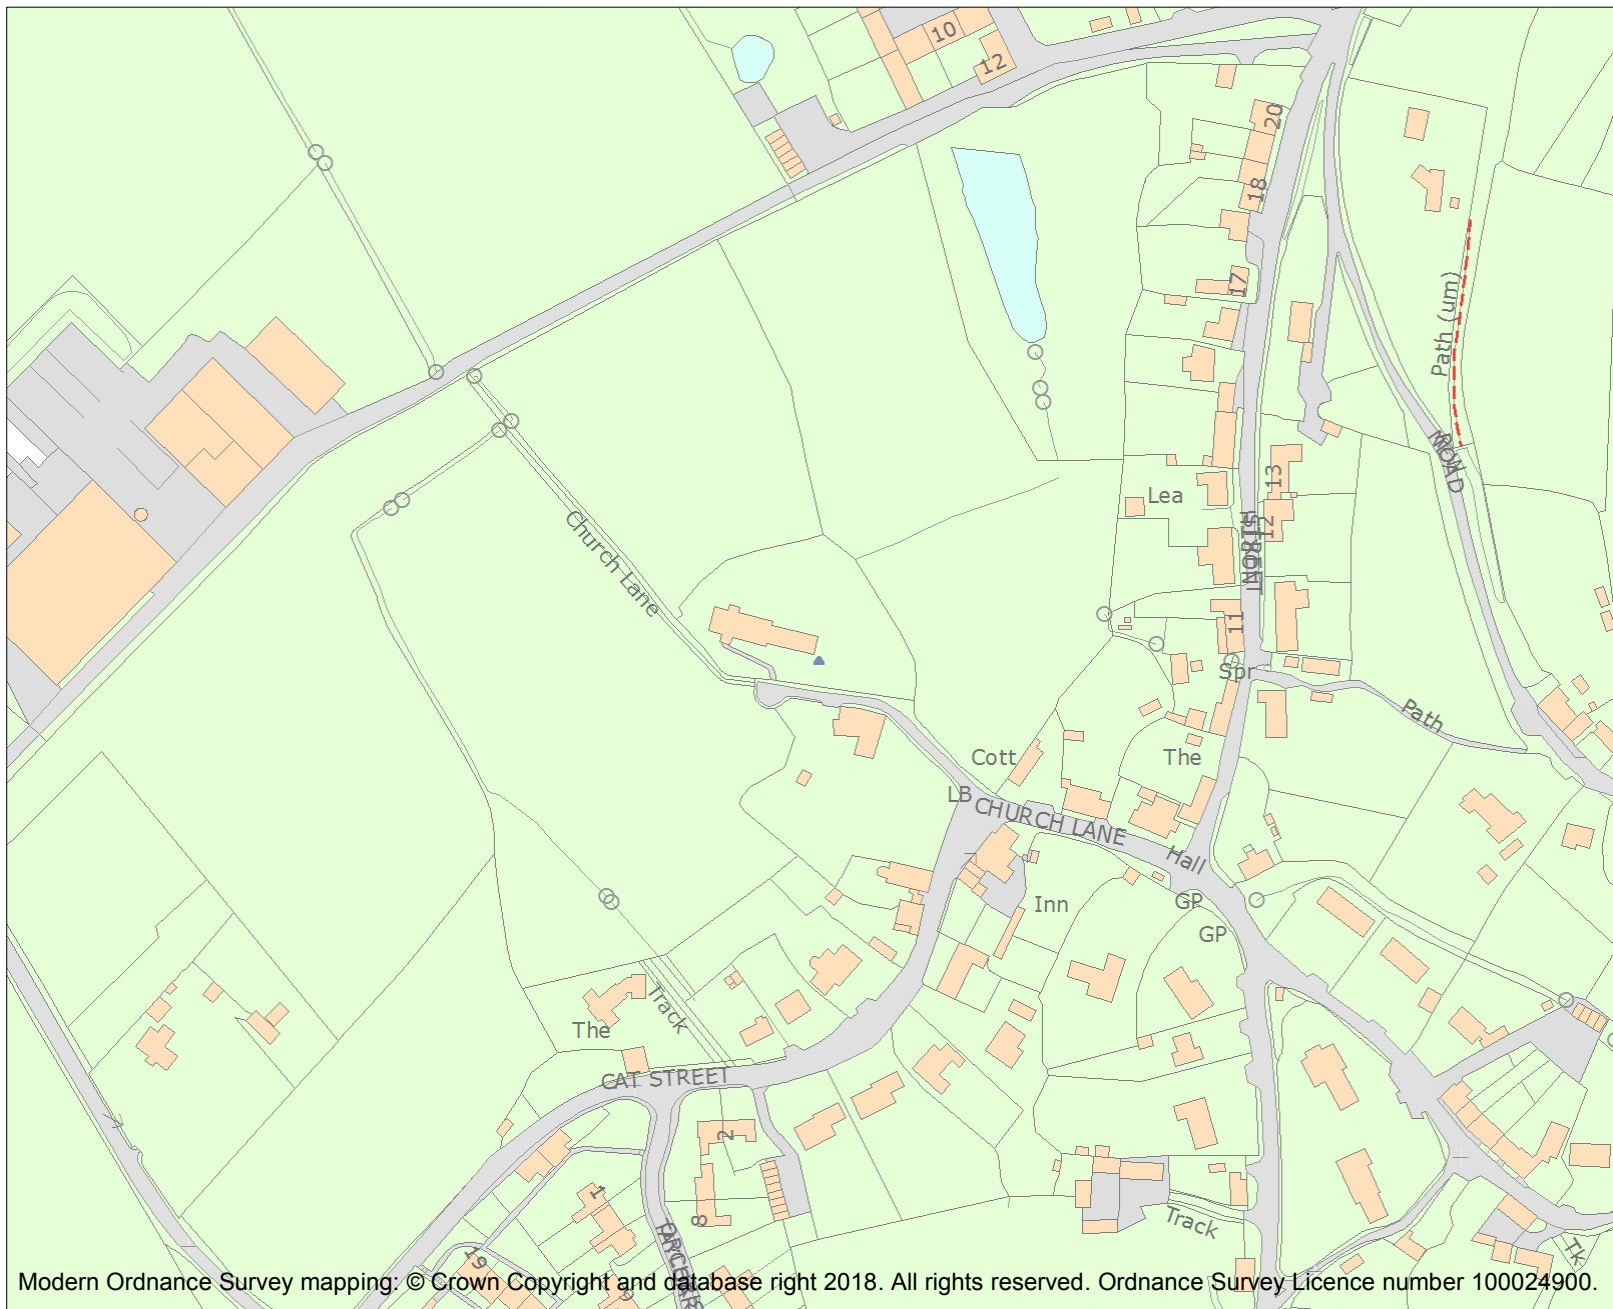 10
12
20
18
17
Path (um)
13
Lea
12
NORTH
STREET
Church Lane
11
Spr
Path
Cott
The
LB
CHURCH LANE
Hall
Inn
GP
GP
Track
The
CAT STREET
2
1
8
Track
19
Tk
Modern Ordnance Survey mapping: © Crown Copyright and database right 2018. All rights reserved. Ordnance Survey Licence number 100024900.